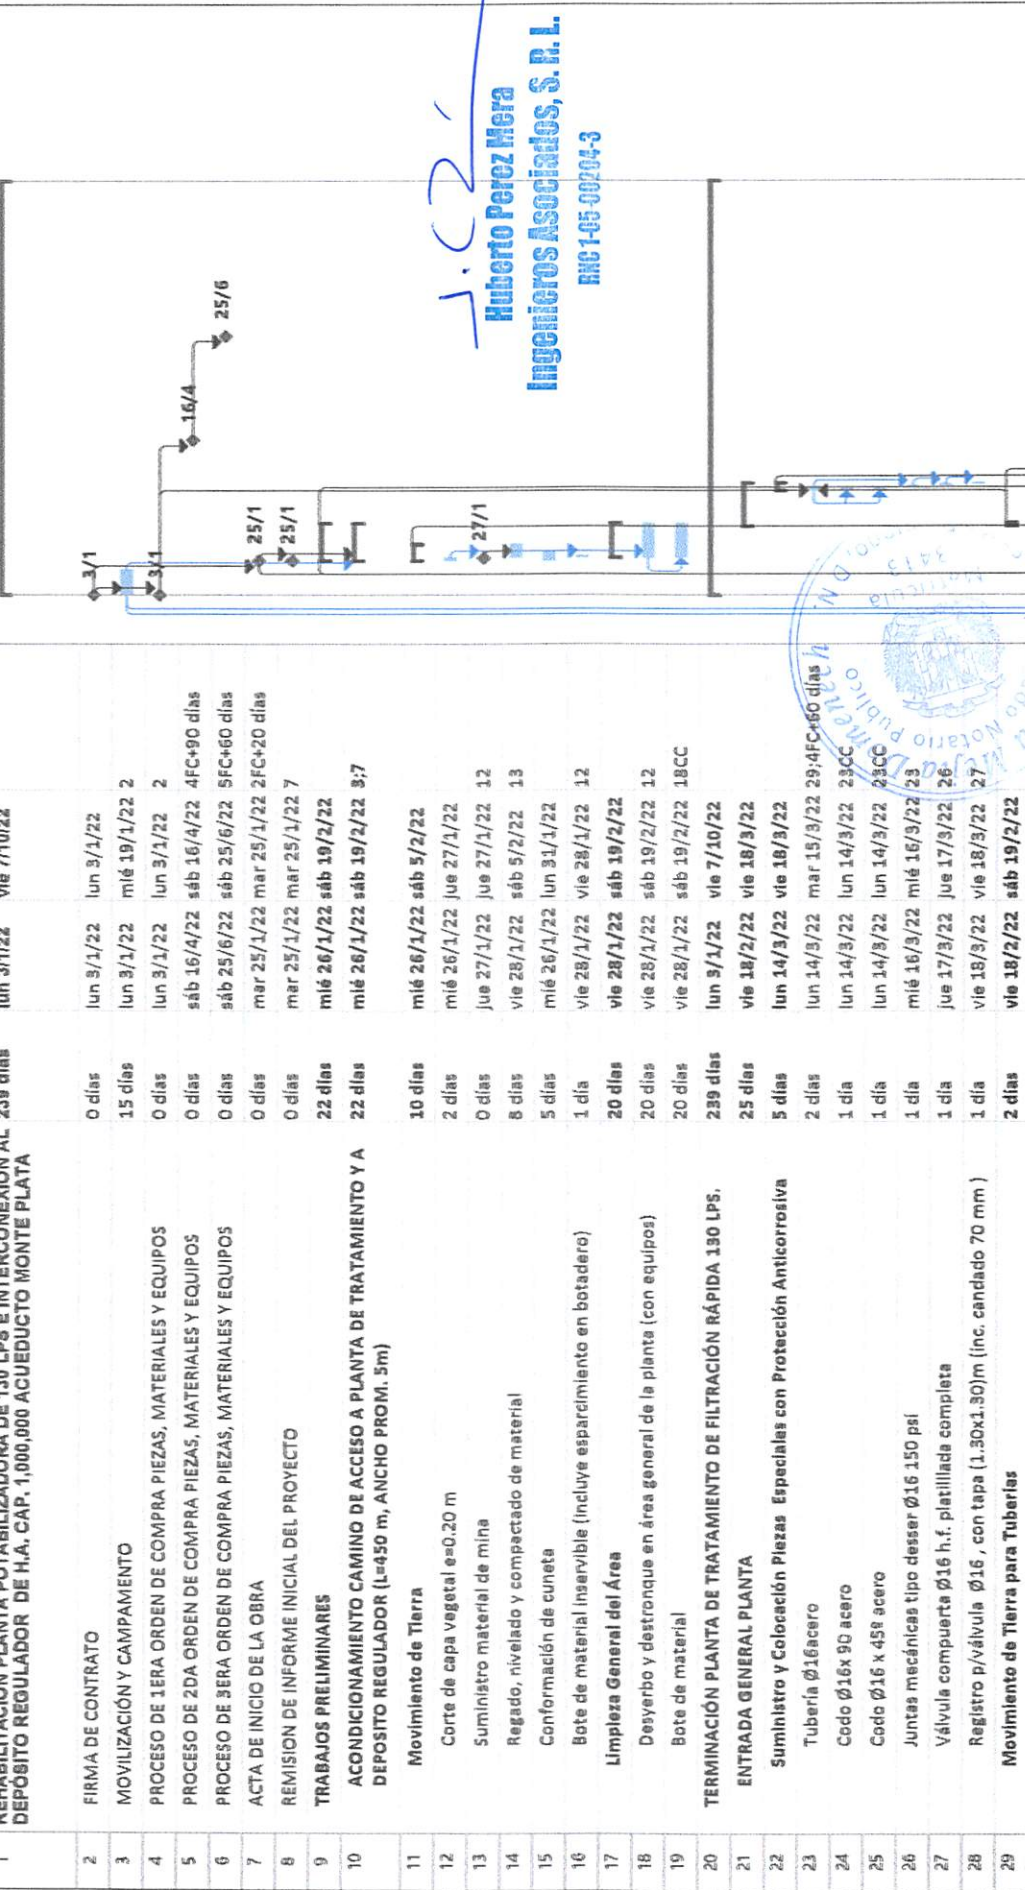 1 REHABILITACIÓN PLANTA POTABILIZADORA DE 130 LPS E INTERCONEXIÓN AL 239 días lun 3/1/22 vie 7/10/22
DEPÓSITO REGULADOR DE H.A. CAP. 1,000,000 ACUEDUCTO MONTE PLATA
2 FIRMA DE CONTRATO 0 días lun 3/1/22 lun 3/1/22
3 MOVILIZACIÓN Y CAMPAMENTO 15 días lun 3/1/22 mié 19/1/22 2
4 PROCESO DE 1ERA ORDEN DE COMPRA PIEZAS, MATERIALES Y EQUIPOS 0 días lun 3/1/22 lun 3/1/22 2
5 PROCESO DE 2DA ORDEN DE COMPRA PIEZAS, MATERIALES Y EQUIPOS 0 días sáb 16/4/22 sáb 16/4/22 4FC+90 días
6 PROCESO DE 3ERA ORDEN DE COMPRA PIEZAS, MATERIALES Y EQUIPOS 0 días sáb 25/6/22 sáb 25/6/22 5FC+60 días
7 ACTA DE INICIO DE LA OBRA 0 días mar 25/1/22 mar 25/1/22 2FC+20 días
8 REMISION DE INFORME INICIAL DEL PROYECTO 0 días mar 25/1/22 mar 25/1/22 7
9 TRABAJOS PRELIMINARES 22 días mié 26/1/22 sáb 19/2/22
10 ACONDICIONAMIENTO CAMINO DE ACCESO A PLANTA DE TRATAMIENTO Y A 22 días mié 26/1/22 sáb 19/2/22 3;7
DEPOSITO REGULADOR (L=450 m, ANCHO PROM. 5m)
11 Movimiento de Tierra 10 días mié 26/1/22 sáb 5/2/22
12 Corte de capa vegetal e=0.20 m 2 días mié 26/1/22 jue 27/1/22
13 Suministro material de mina 0 días jue 27/1/22 jue 27/1/22 12
14 Regado, nivelado y compactado de material 8 días vie 28/1/22 sáb 5/2/22 13
15 Conformación de cuneta 5 días mié 26/1/22 lun 31/1/22
16 Bote de material inservible (incluye esparcimiento en botadero) 1 día vie 28/1/22 vie 28/1/22 12
17 Limpieza General del Área 20 días vie 28/1/22 sáb 19/2/22
18 Desyerbo y destronque en área general de la planta (con equipos) 20 días vie 28/1/22 sáb 19/2/22 12
19 Bote de material 20 días vie 28/1/22 sáb 19/2/22 18CC
20 TERMINACIÓN PLANTA DE TRATAMIENTO DE FILTRACIÓN RÁPIDA 130 LPS. 239 días lun 3/1/22 vie 7/10/22
21 ENTRADA GENERAL PLANTA 25 días vie 18/2/22 vie 18/3/22
22 Suministro y Colocación Piezas Especiales con Protección Anticorrosiva 5 días lun 14/3/22 vie 18/3/22
23 Tubería Ø16acero 2 días lun 14/3/22 mar 15/3/22 29;4FC+60 días
24 Codo Ø16x 90 acero 1 día lun 14/3/22 lun 14/3/22 23CC
25 Codo Ø16 x 45º acero 1 día lun 14/3/22 lun 14/3/22 23CC
26 Juntas mecánicas tipo desser Ø16 150 psi 1 día mié 16/3/22 mié 16/3/22 23
27 Válvula compuerta Ø16 h.f. platillada completa 1 día jue 17/3/22 jue 17/3/22 26
28 Registro p/válvula Ø16 , con tapa (1.30x1.30)m (inc. candado 70 mm ) 1 día vie 18/3/22 vie 18/3/22 27
29 Movimiento de Tierra para Tuberías 2 días vie 18/2/22 sáb 19/2/22
3/1
3/1
16/4
25/6
25/1
25/1
27/1
Huberto Perez Mera
Ingenieros Asociados, S. R. L.
RNC 1-05-00204-3
Mejía Domenech
Notario Público
Matrícula
3413
D.N.